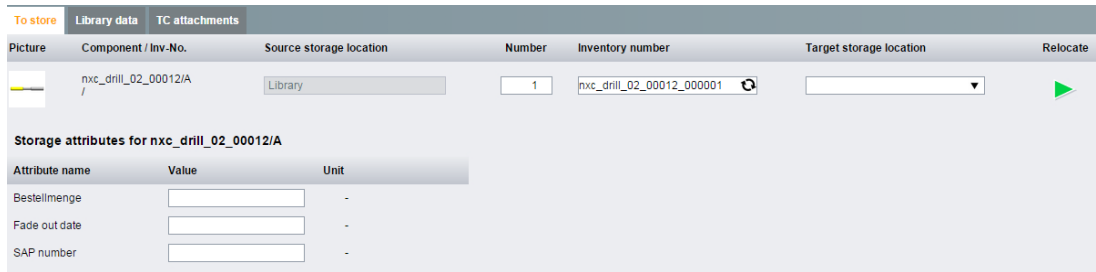 To store Library data TC attachments
Picture Component / Inv-No. Source storage location Number Inventory number Target storage location Relocate
nxc_drill_02_00012/A
/
Library 1 nxc_drill_02_00012_000001
Storage attributes for nxc_drill_02_00012/A
Attribute name Value Unit
Bestellmenge -
Fade out date -
SAP number -